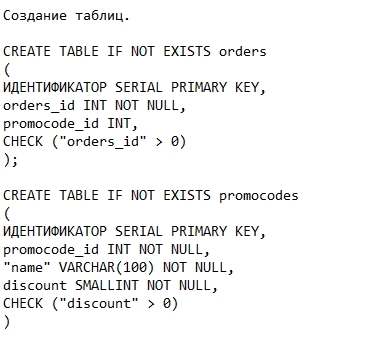 Создание таблиц.
CREATE TABLE IF NOT EXISTS orders
(
ИДЕНТИФИКАТОР SERIAL PRIMARY KEY,
orders_id INT NOT NULL,
promocode_id INT,
CHECK ("orders_id" > 0)
);
CREATE TABLE IF NOT EXISTS promocodes
(
ИДЕНТИФИКАТОР SERIAL PRIMARY KEY,
promocode_id INT NOT NULL,
"name" VARCHAR(100) NOT NULL,
discount SMALLINT NOT NULL,
CHECK ("discount" > 0)
)